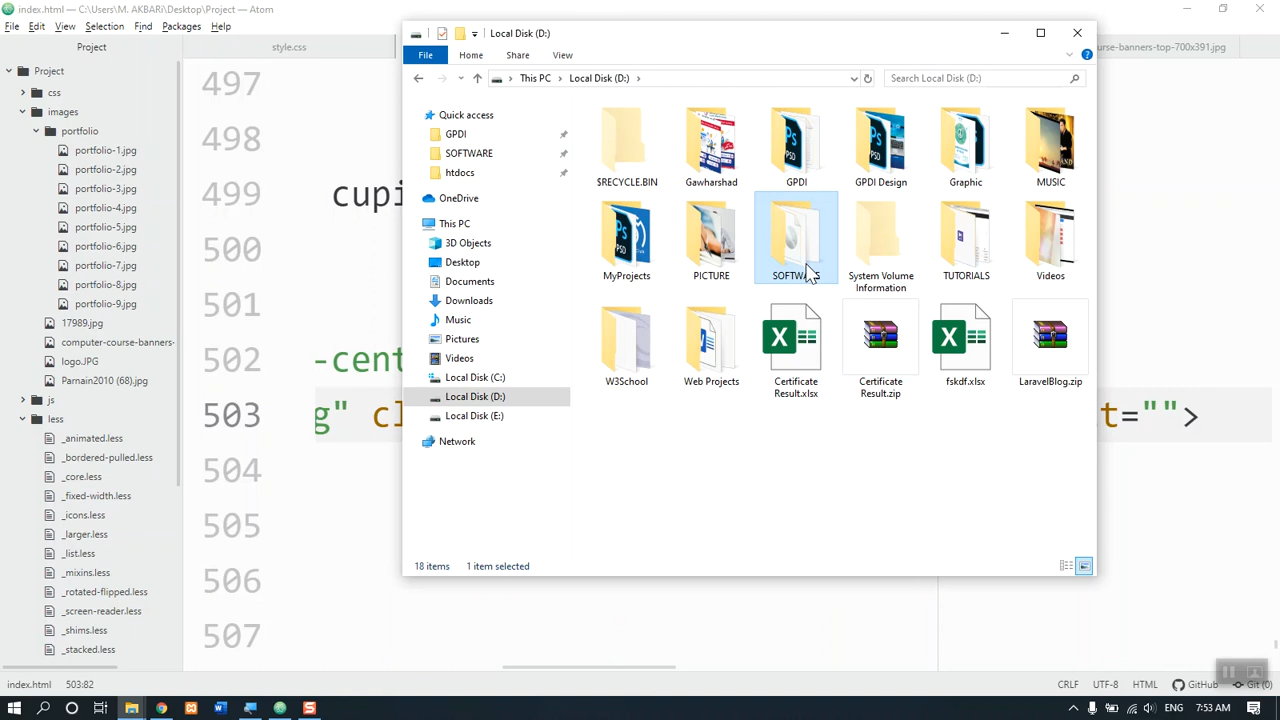 index.html — C:\Users\M. AKBARi\Desktop\Project — Atom
File Edit View Selection Find Packages Help
Project
style.css
ourse-banners-top-700x391.jpg
Project
css
images
portfolio
portfolio-1.jpg
portfolio-2.jpg
portfolio-3.jpg
portfolio-4.jpg
portfolio-5.jpg
portfolio-6.jpg
portfolio-7.jpg
portfolio-8.jpg
portfolio-9.jpg
17989.jpg
computer-course-banners-
logo.JPG
Pamain2010 (68).jpg
js
less
_animated.less
_bordered-pulled.less
_core.less
_fixed-width.less
_icons.less
_larger.less
_list.less
_mixins.less
_rotated-flipped.less
_screen-reader.less
_shims.less
_stacked.less
497
498
499 cupi
500
501
502 -cent
503 g" cl t="">
504
505
506
507
Local Disk (D:)
File Home Share View
This PC Local Disk (D:)
Search Local Disk (D:)
Quick access
GPDI
SOFTWARE
htdocs
OneDrive
This PC
3D Objects
Desktop
Documents
Downloads
Music
Pictures
Videos
Local Disk (C:)
Local Disk (D:)
Local Disk (E:)
Network
$RECYCLE.BIN Gawharshad GPDI GPDI Design Graphic MUSIC
MyProjects PICTURE SOFTWARE System Volume Information TUTORIALS Videos
W3School Web Projects Certificate Result.xlsx Certificate Result.zip fskdf.xlsx LaravelBlog.zip
18 items 1 item selected
index.html 503:82 CRLF UTF-8 HTML GitHub Git (0)
7:53 AM